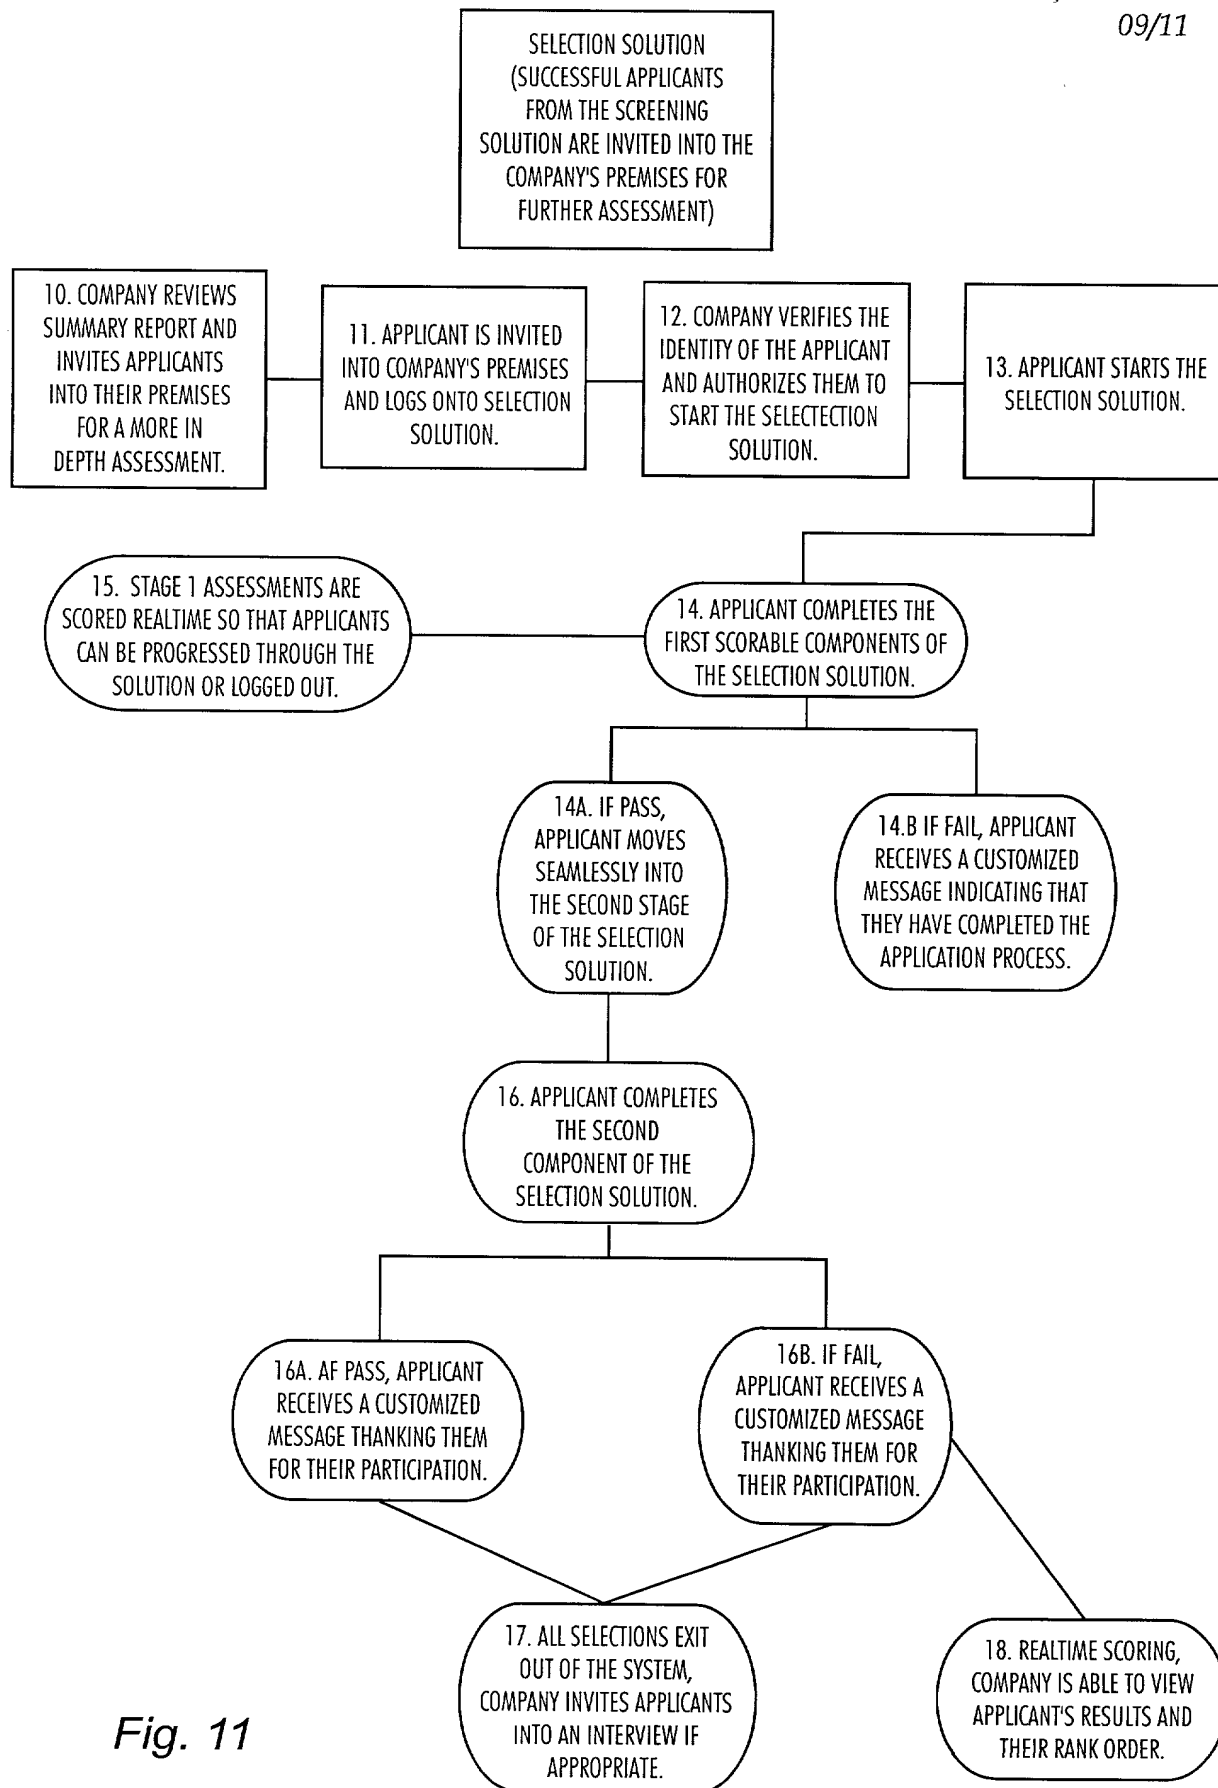 09/11
SELECTION SOLUTION
(SUCCESSFUL APPLICANTS
FROM THE SCREENING
SOLUTION ARE INVITED INTO THE
COMPANY'S PREMISES FOR
FURTHER ASSESSMENT)
10. COMPANY REVIEWS
SUMMARY REPORT AND
INVITES APPLICANTS
INTO THEIR PREMISES
FOR A MORE IN
DEPTH ASSESSMENT.
11. APPLICANT IS INVITED
INTO COMPANY'S PREMISES
AND LOGS ONTO SELECTION
SOLUTION.
12. COMPANY VERIFIES THE
IDENTITY OF THE APPLICANT
AND AUTHORIZES THEM TO
START THE SELECTECTION
SOLUTION.
13. APPLICANT STARTS THE
SELECTION SOLUTION.
15. STAGE 1 ASSESSMENTS ARE
SCORED REALTIME SO THAT APPLICANTS
CAN BE PROGRESSED THROUGH THE
SOLUTION OR LOGGED OUT.
14. APPLICANT COMPLETES THE
FIRST SCORABLE COMPONENTS OF
THE SELECTION SOLUTION.
14A. IF PASS,
APPLICANT MOVES
SEAMLESSLY INTO
THE SECOND STAGE
OF THE SELECTION
SOLUTION.
14.B IF FAIL, APPLICANT
RECEIVES A CUSTOMIZED
MESSAGE INDICATING THAT
THEY HAVE COMPLETED THE
APPLICATION PROCESS.
16. APPLICANT COMPLETES
THE SECOND
COMPONENT OF THE
SELECTION SOLUTION.
16A. AF PASS, APPLICANT
RECEIVES A CUSTOMIZED
MESSAGE THANKING THEM
FOR THEIR PARTICIPATION.
16B. IF FAIL,
APPLICANT RECEIVES A
CUSTOMIZED MESSAGE
THANKING THEM FOR
THEIR PARTICIPATION.
17. ALL SELECTIONS EXIT
OUT OF THE SYSTEM,
COMPANY INVITES APPLICANTS
INTO AN INTERVIEW IF
APPROPRIATE.
18. REALTIME SCORING,
COMPANY IS ABLE TO VIEW
APPLICANT'S RESULTS AND
THEIR RANK ORDER.
Fig. 11